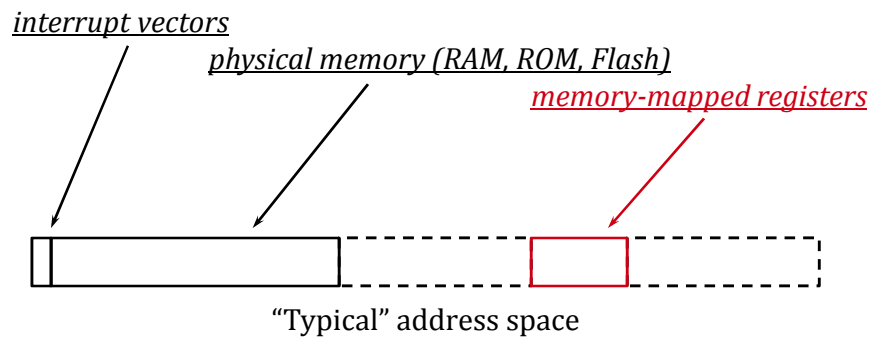 interrupt vectors
physical memory (RAM, ROM, Flash)
memory-mapped registers
“Typical” address space